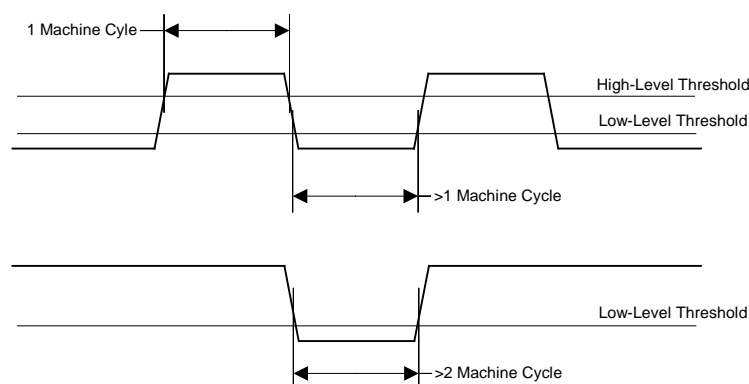 1 Machine Cyle
High-Level Threshold
Low-Level Threshold
>1 Machine Cycle
Low-Level Threshold
>2 Machine Cycle